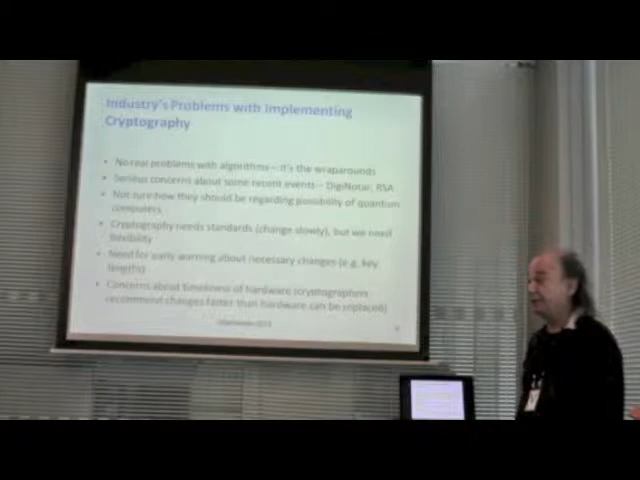 Industry's Problems with Implementing
Cryptography
• No real problems with algorithms – it's the wraparounds
• Serious concerns about some recent events – DigiNotar, RSA
• Not sure how they should be regarding possibility of quantum
computers
• Cryptography needs standards (change slowly), but we need
flexibility
• Need for early warning about necessary changes (e.g. key
lengths)
• Concerns about timeliness of hardware (cryptographers
recommend changes faster than hardware can be replaced)